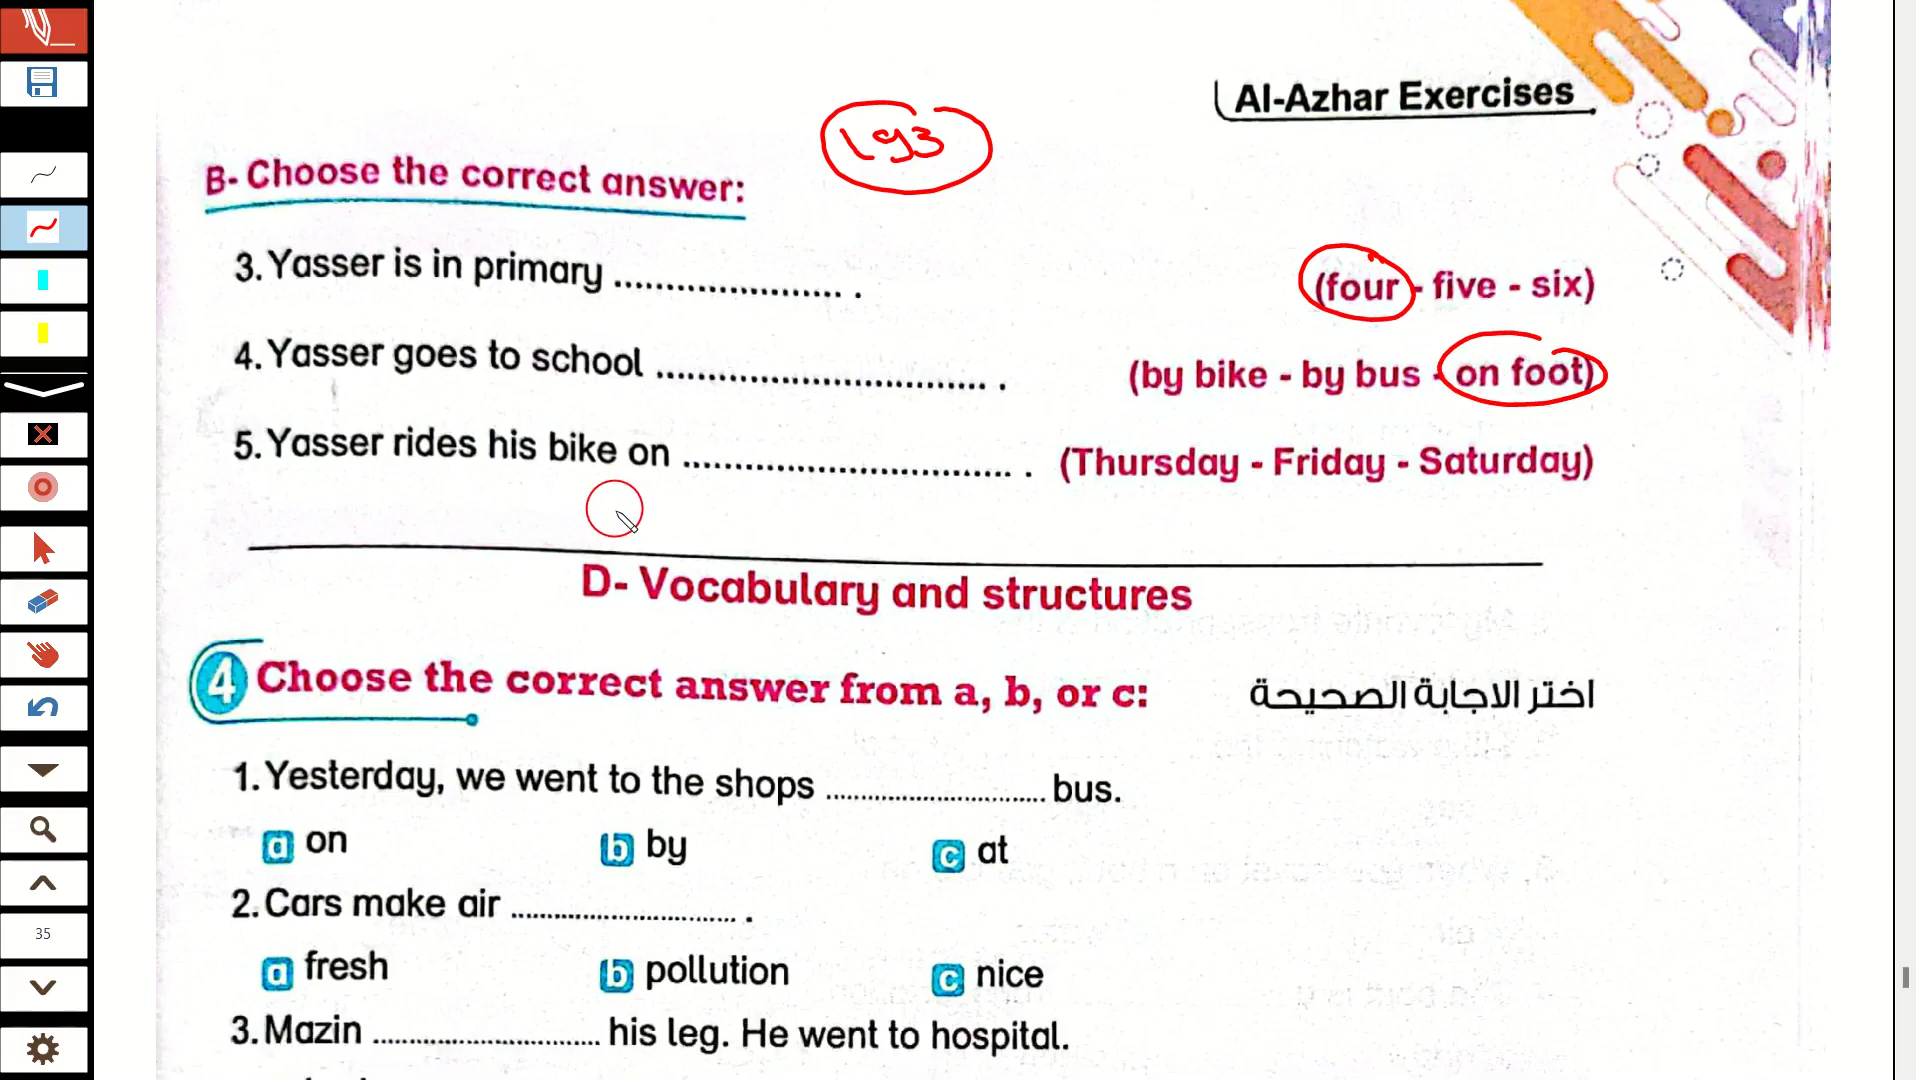 Al-Azhar Exercises
193
B- Choose the correct answer:
3. Yasser is in primary ...................... . (four - five - six)
4. Yasser goes to school ................................ . (by bike - by bus - on foot)
5. Yasser rides his bike on ................................ . (Thursday - Friday - Saturday)
D- Vocabulary and structures
4 Choose the correct answer from a, b, or c: اختر الاجابة الصحيحة
1. Yesterday, we went to the shops .............................. bus.
a on b by c at
2. Cars make air ............................... .
a fresh b pollution c nice
3. Mazin ............................... his leg. He went to hospital.
35